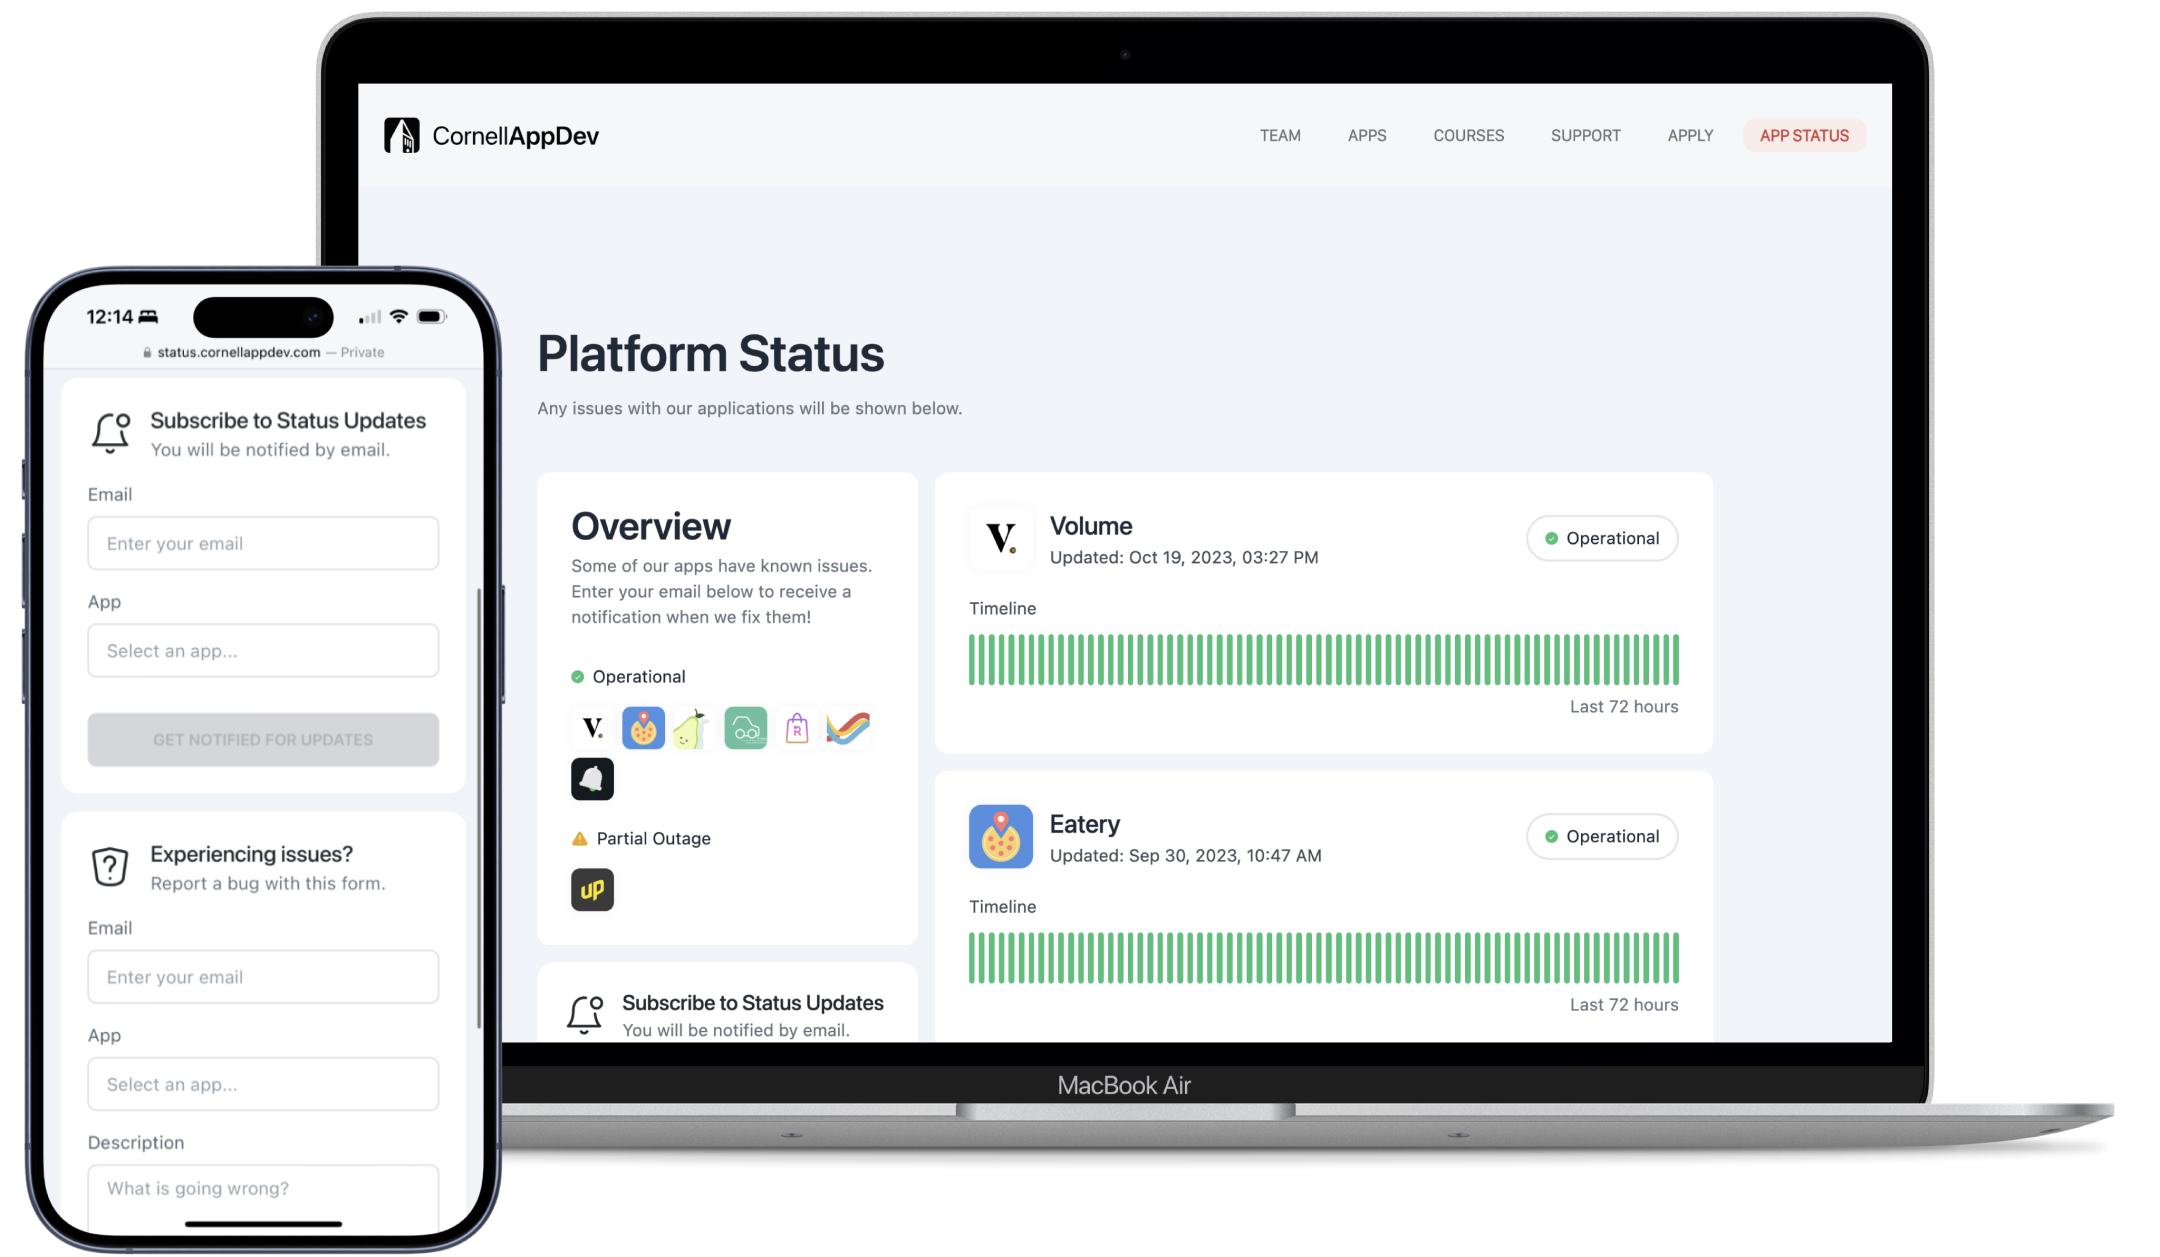 CornellAppDev
TEAM APPS COURSES SUPPORT APPLY APP STATUS
Platform Status
Any issues with our applications will be shown below.
Overview
Some of our apps have known issues.
Enter your email below to receive a
notification when we fix them!
Operational
V.
R
Partial Outage
up
Subscribe to Status Updates
You will be notified by email.
V.
Volume
Updated: Oct 19, 2023, 03:27 PM
Operational
Timeline
Last 72 hours
Eatery
Updated: Sep 30, 2023, 10:47 AM
Operational
Timeline
Last 72 hours
MacBook Air
12:14
status.cornellappdev.com — Private
Subscribe to Status Updates
You will be notified by email.
Email
Enter your email
App
Select an app...
GET NOTIFIED FOR UPDATES
Experiencing issues?
Report a bug with this form.
Email
Enter your email
App
Select an app...
Description
What is going wrong?